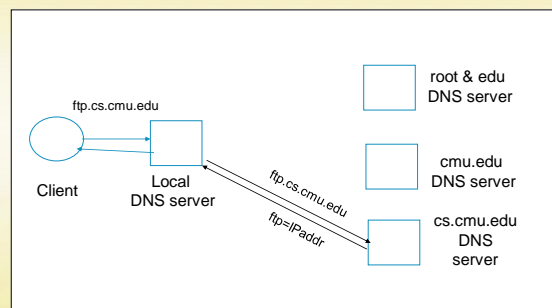 root & edu
DNS server
ftp.cs.cmu.edu
cmu.edu
DNS server
Client
Local
DNS server
ftp.cs.cmu.edu
ftp=IPaddr
cs.cmu.edu
DNS
server